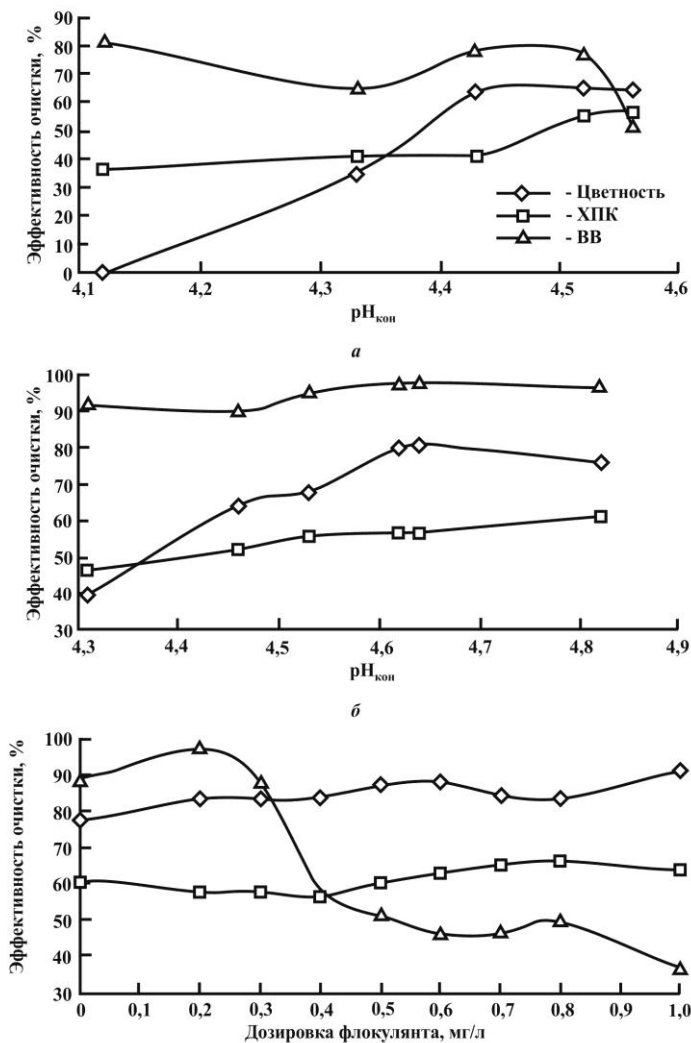 Эффективность очистки, %
90
80
70
60
50
40
30
20
10
0
4,1 4,2 4,3 4,4 4,5 4,6
pHкон
- Цветность
- ХПК
- ВВ
а
Эффективность очистки, %
100
90
80
70
60
50
40
30
4,3 4,4 4,5 4,6 4,7 4,8 4,9
pHкон
б
Эффективность очистки, %
100
90
80
70
60
50
40
30
0 0,1 0,2 0,3 0,4 0,5 0,6 0,7 0,8 0,9 1,0
Дозировка флокулянта, мг/л